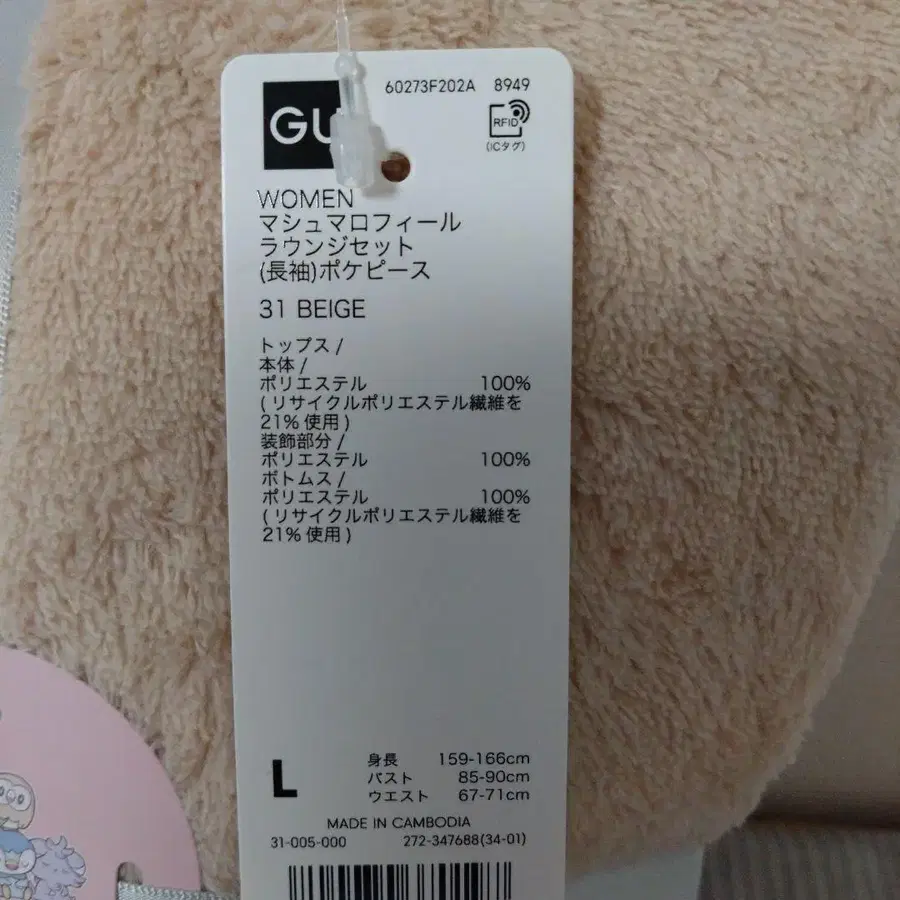 GU
60273F202A 8949
RFID
(ICタグ)
WOMEN
マシュマロフィール
ラウンジセット
(長袖)ポケピース
31 BEIGE
トップス /
本体 /
ポリエステル 100%
( リサイクルポリエステル繊維を
21% 使用 )
装飾部分 /
ポリエステル 100%
ボトムス /
ポリエステル 100%
( リサイクルポリエステル繊維を
21% 使用 )
L
身長 159-166cm
バスト 85-90cm
ウエスト 67-71cm
MADE IN CAMBODIA
31-005-000 272-347688(34-01)